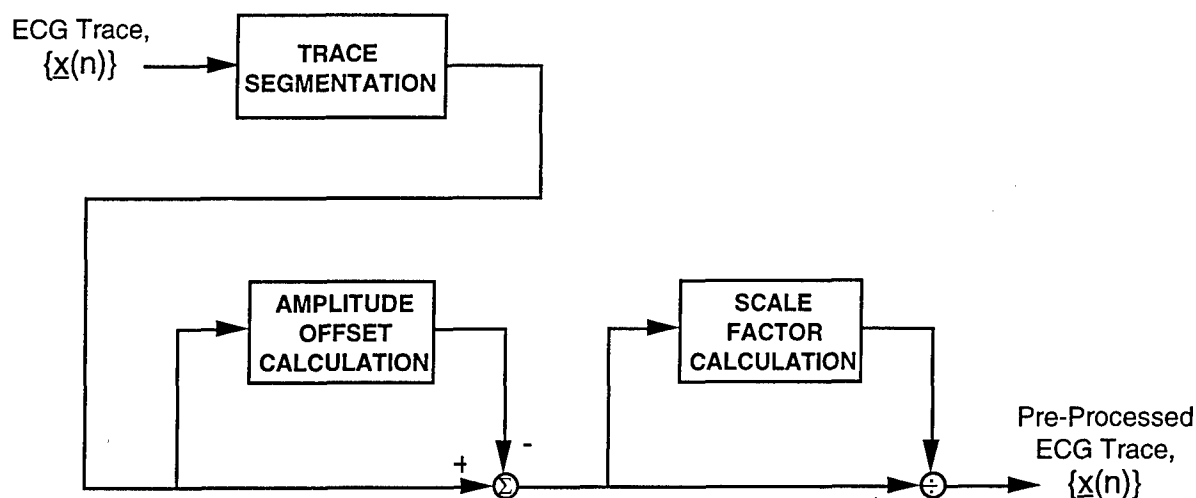 ECG Trace,
{x(n)}
TRACE
SEGMENTATION
AMPLITUDE
OFFSET
CALCULATION
SCALE
FACTOR
CALCULATION
+
-
Σ
÷
Pre-Processed
ECG Trace,
{x(n)}